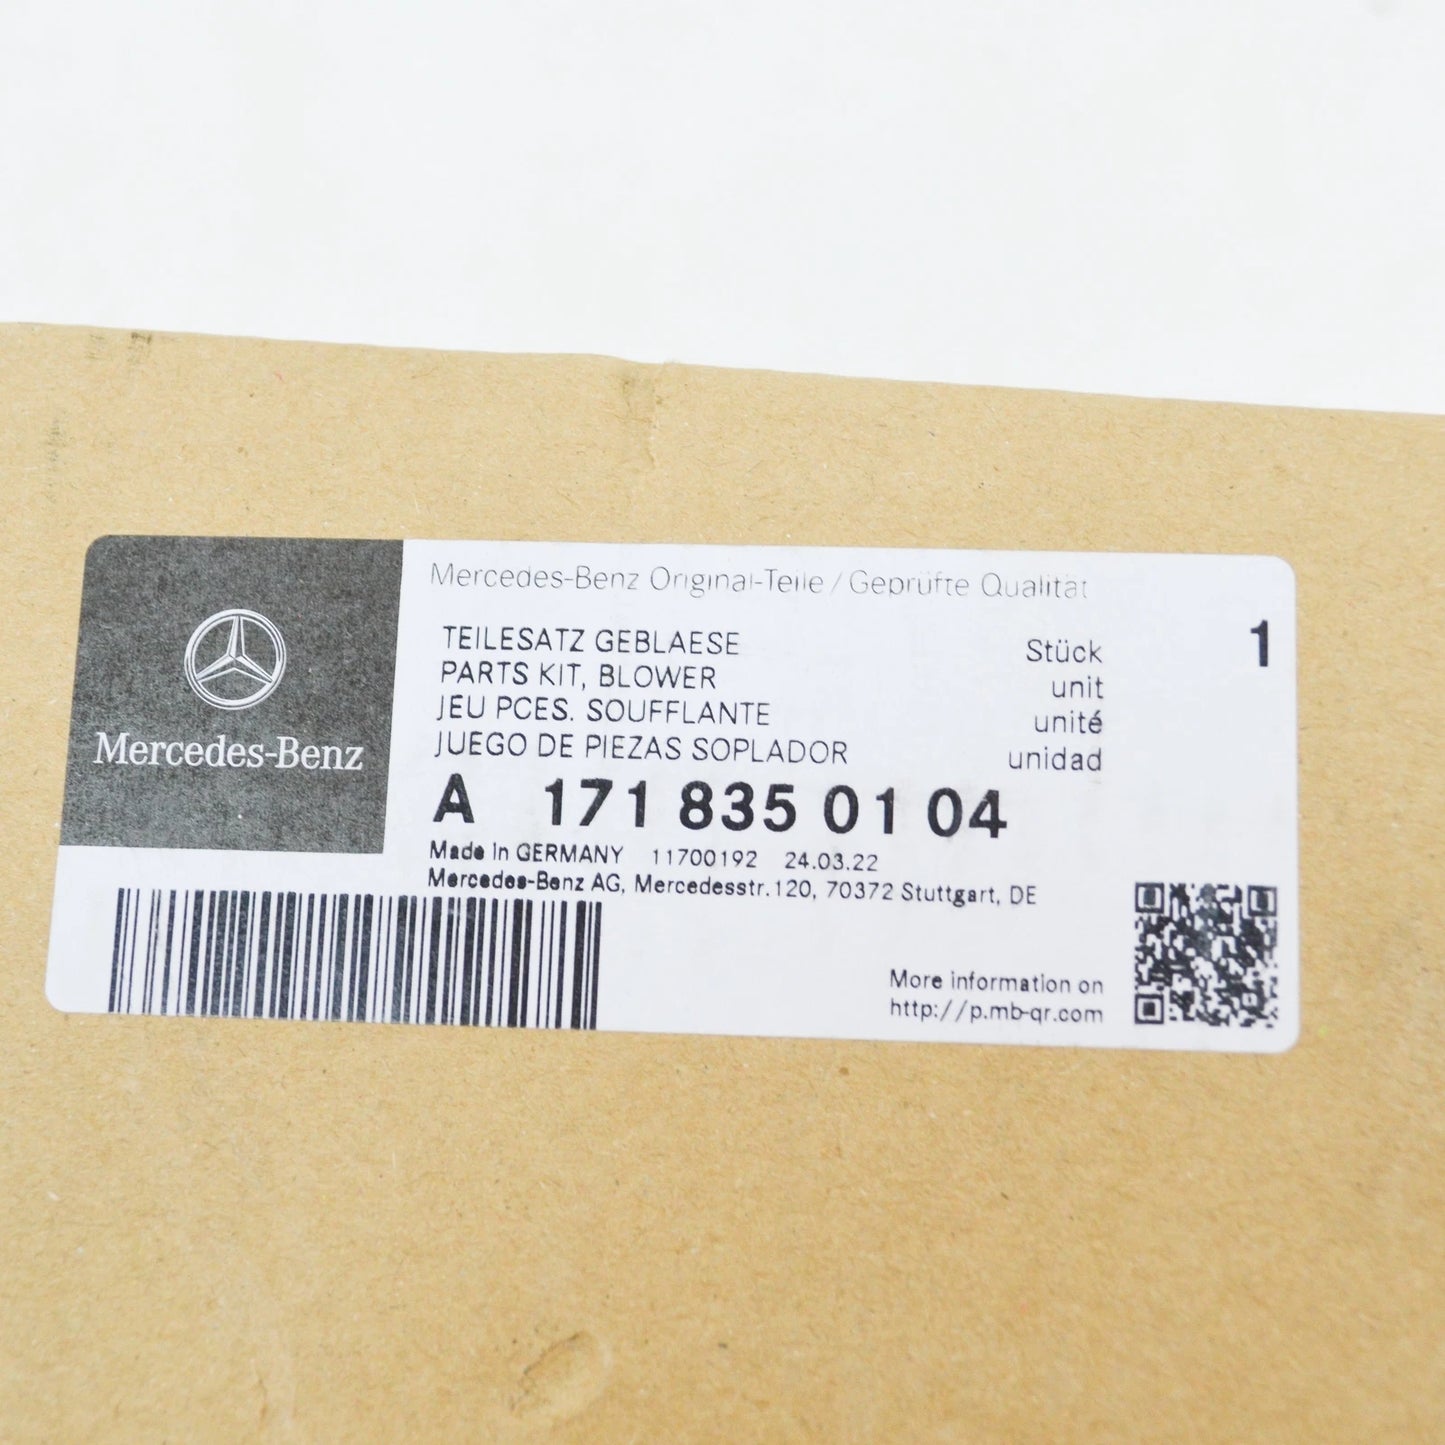 Mercedes-Benz
Mercedes-Benz Original-Teile / Geprüfte Qualität
TEILESATZ GEBLAESE Stück 1
PARTS KIT, BLOWER unit
JEU PCES. SOUFFLANTE unité
JUEGO DE PIEZAS SOPLADOR unidad
A 171 835 01 04
Made in GERMANY 11700192 24.03.22
Mercedes-Benz AG, Mercedesstr.120, 70372 Stuttgart, DE
More information on
http://p.mb-qr.com